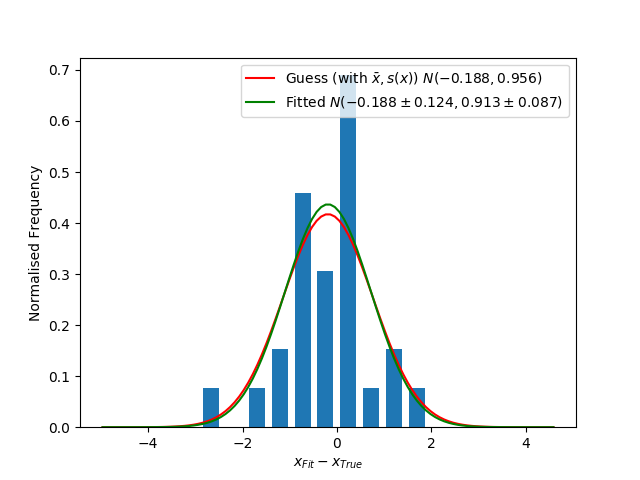 0.7
0.6
0.5
0.4
0.3
0.2
0.1
0.0
Normalised Frequency
Guess (with x̄, s(x)) N(−0.188, 0.956)
Fitted N(−0.188 ± 0.124, 0.913 ± 0.087)
−4 −2 0 2 4
x_Fit − x_True